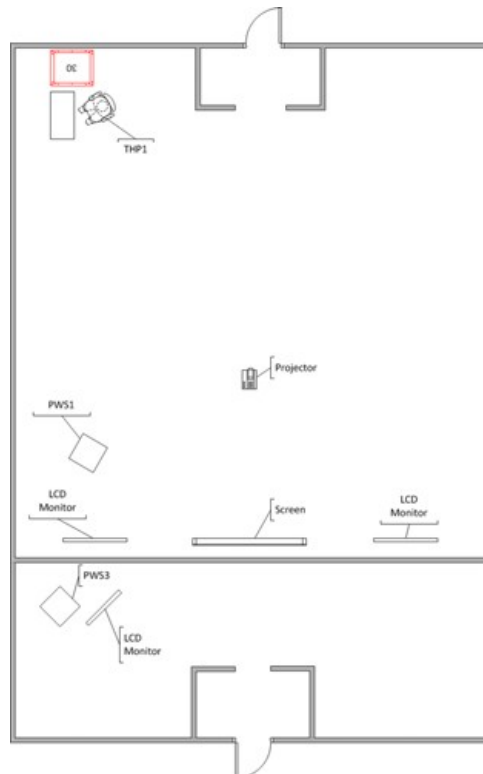 30
THP1
Projector
PWS1
LCD
Monitor
Screen
LCD
Monitor
PWS3
LCD
Monitor